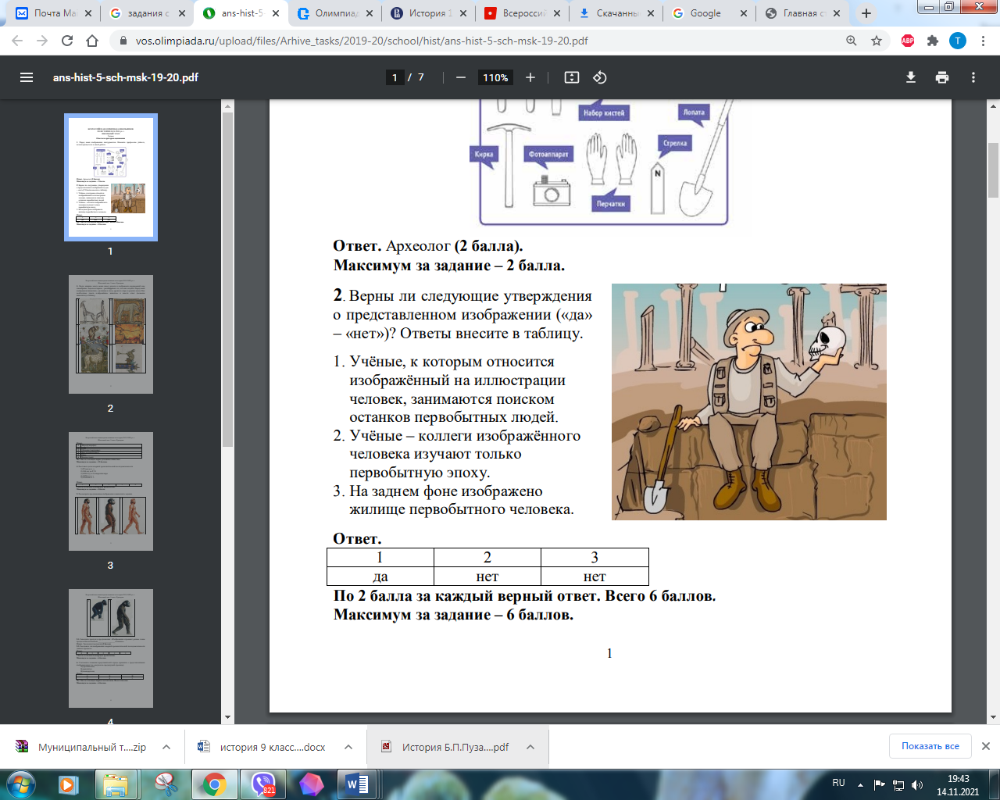 Почта Ма
задания с
ans-hist-5
Олимпиад
История 1
Всеросси
Скачанны
Google
Главная с
vos.olimpiada.ru/upload/files/Arhive_tasks/2019-20/school/hist/ans-hist-5-sch-msk-19-20.pdf
ABP
T
ans-hist-5-sch-msk-19-20.pdf
1 / 7
110%
1
2
3
4
Набор кистей
Лопата
Кирка
Фотоаппарат
Стрелка
N
Перчатки
Ответ. Археолог (2 балла).
Максимум за задание – 2 балла.
2. Верны ли следующие утверждения
о представленном изображении («да»
– «нет»)? Ответы внесите в таблицу.
1. Учёные, к которым относится
изображённый на иллюстрации
человек, занимаются поиском
останков первобытных людей.
2. Учёные – коллеги изображённого
человека изучают только
первобытную эпоху.
3. На заднем фоне изображено
жилище первобытного человека.
Ответ.
1 2 3
да нет нет
По 2 балла за каждый верный ответ. Всего 6 баллов.
Максимум за задание – 6 баллов.
1
Муниципальный т....zip
история 9 класс....docx
История Б.П.Пуза....pdf
Показать все
821
RU
19:43
14.11.2021